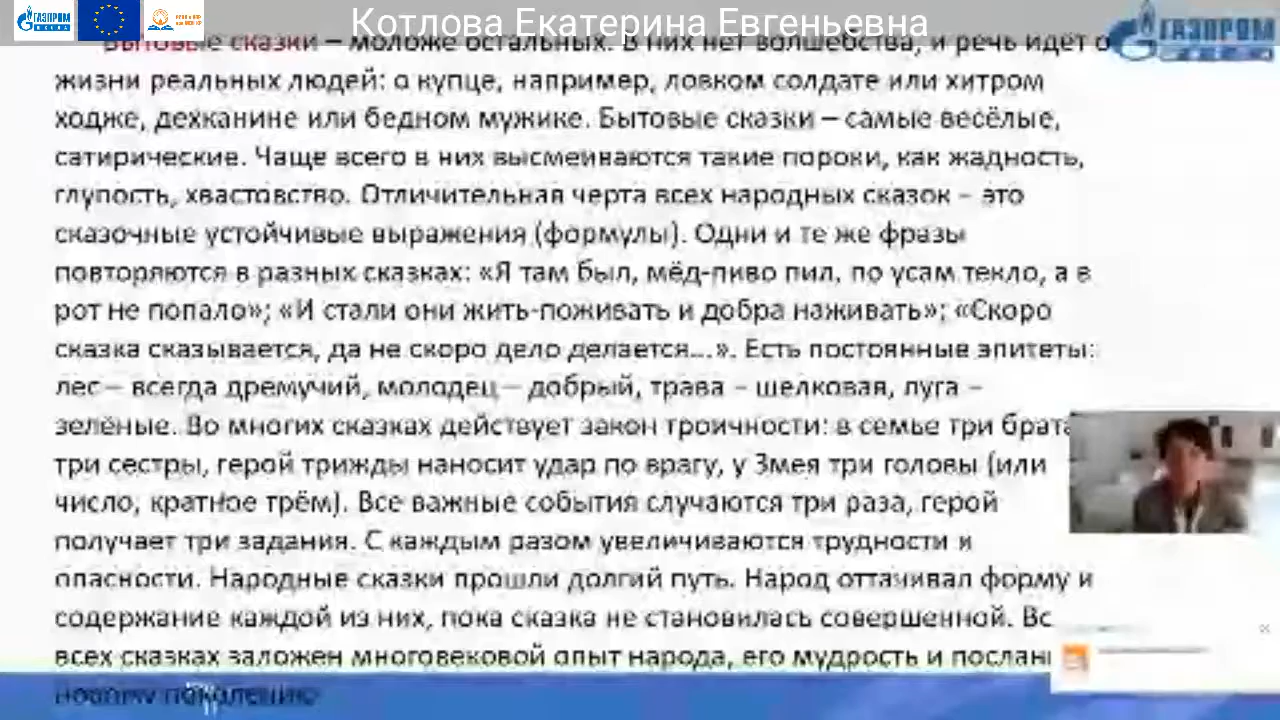 Котлова Екатерина Евгеньевна
ГАЗПРОМ
ГАЗПРОМ
Бытовые сказки – моложе остальных. В них нет волшебства, и речь идёт о
жизни реальных людей: о купце, например, ловком солдате или хитром
ходже, дехканине или бедном мужике. Бытовые сказки – самые весёлые,
сатирические. Чаще всего в них высмеиваются такие пороки, как жадность,
глупость, хвастовство. Отличительная черта всех народных сказок – это
сказочные устойчивые выражения (формулы). Одни и те же фразы
повторяются в разных сказках: «Я там был, мёд-пиво пил, по усам текло, а в
рот не попало»; «И стали они жить-поживать и добра наживать»; «Скоро
сказка сказывается, да не скоро дело делается...». Есть постоянные эпитеты:
лес – всегда дремучий, молодец – добрый, трава – шелковая, луга –
зелёные. Во многих сказках действует закон троичности: в семье три брата
три сестры, герой трижды наносит удар по врагу, у Змея три головы (или
число, кратное трём). Все важные события случаются три раза, герой
получает три задания. С каждым разом увеличиваются трудности и
опасности. Народные сказки прошли долгий путь. Народ оттачивал форму и
содержание каждой из них, пока сказка не становилась совершенной. Вс
всех сказках заложен многовековой опыт народа, его мудрость и послан
новому поколению